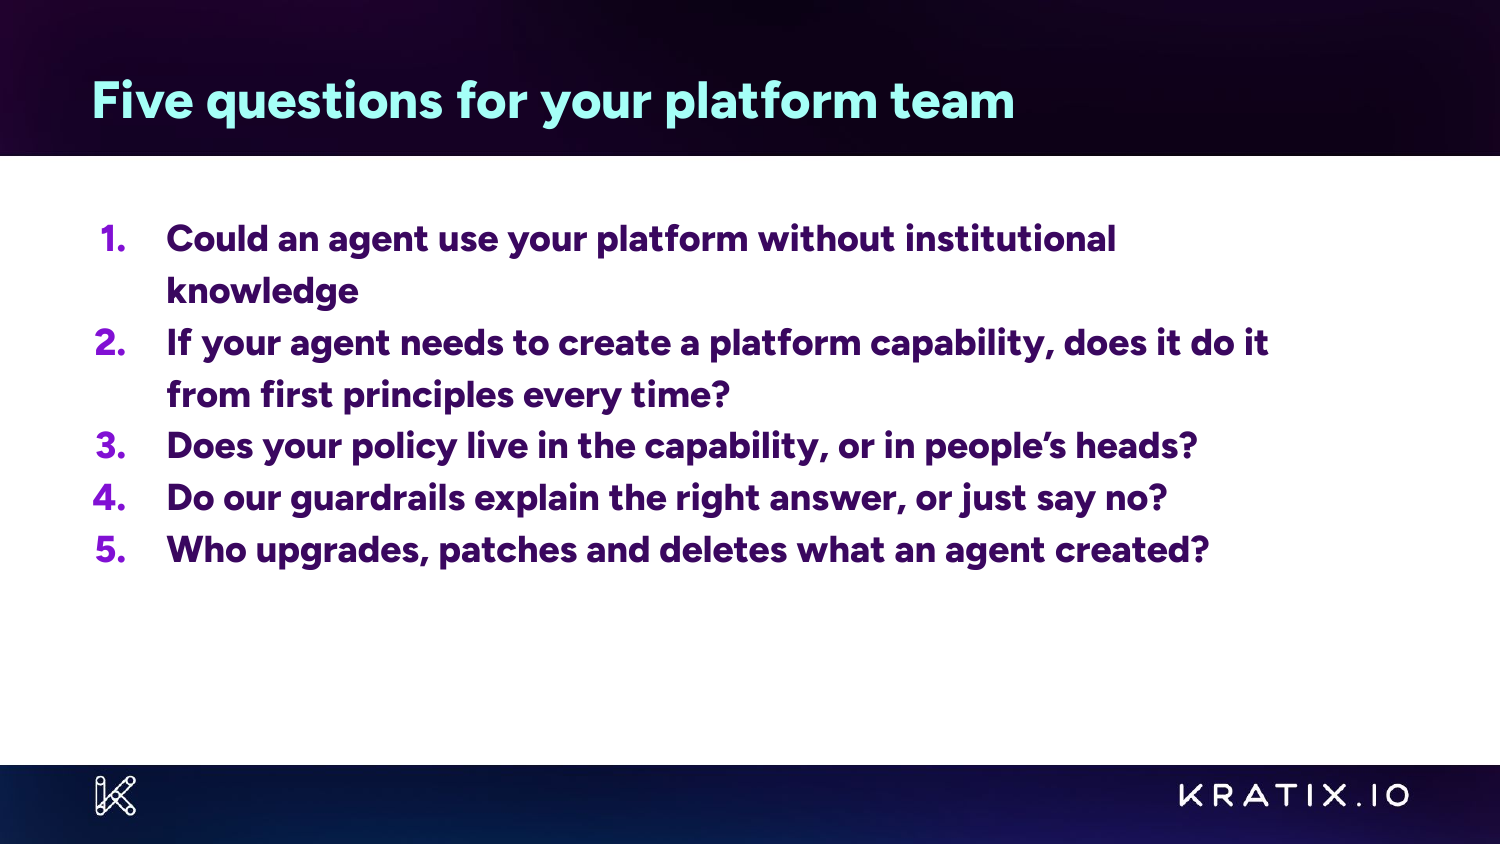 Five questions for your platform team
1. Could an agent use your platform without institutional
knowledge
2. If your agent needs to create a platform capability, does it do it
from first principles every time?
3. Does your policy live in the capability, or in people’s heads?
4. Do our guardrails explain the right answer, or just say no?
5. Who upgrades, patches and deletes what an agent created?
KRATIX.IO